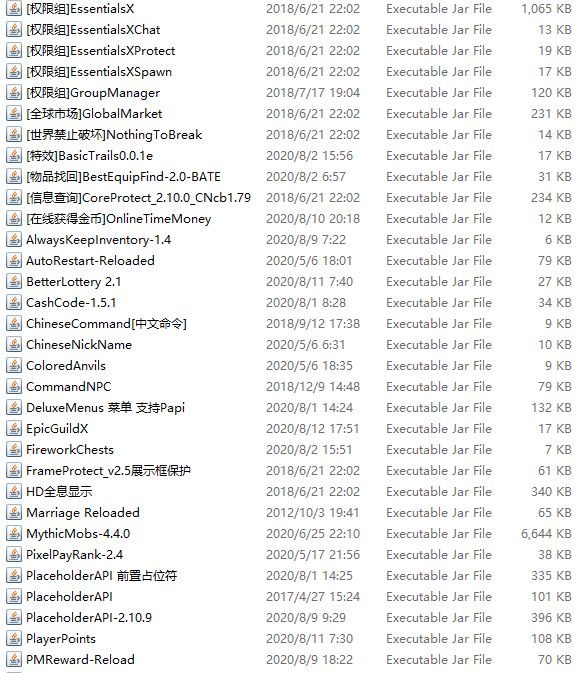 [权限组]EssentialsX 2018/6/21 22:02 Executable Jar File 1,065 KB
[权限组]EssentialsXChat 2018/6/21 22:02 Executable Jar File 13 KB
[权限组]EssentialsXProtect 2018/6/21 22:02 Executable Jar File 19 KB
[权限组]EssentialsXSpawn 2018/6/21 22:02 Executable Jar File 17 KB
[权限组]GroupManager 2018/7/17 19:04 Executable Jar File 120 KB
[全球市场]GlobalMarket 2018/6/21 22:02 Executable Jar File 231 KB
[世界禁止破坏]NothingToBreak 2018/6/21 22:02 Executable Jar File 14 KB
[特效]BasicTrails0.0.1e 2020/8/2 15:56 Executable Jar File 17 KB
[物品找回]BestEquipFind-2.0-BATE 2020/8/2 6:57 Executable Jar File 31 KB
[信息查询]CoreProtect_2.10.0_CNcb1.79 2018/6/21 22:02 Executable Jar File 234 KB
[在线获得金币]OnlineTimeMoney 2020/8/10 20:18 Executable Jar File 12 KB
AlwaysKeepInventory-1.4 2020/8/9 7:22 Executable Jar File 6 KB
AutoRestart-Reloaded 2020/5/6 18:01 Executable Jar File 79 KB
BetterLottery 2.1 2020/8/11 7:40 Executable Jar File 27 KB
CashCode-1.5.1 2020/8/1 8:28 Executable Jar File 34 KB
ChineseCommand[中文命令] 2018/9/12 17:38 Executable Jar File 9 KB
ChineseNickName 2020/5/6 6:31 Executable Jar File 10 KB
ColoredAnvils 2020/5/6 18:35 Executable Jar File 9 KB
CommandNPC 2018/12/9 14:48 Executable Jar File 79 KB
DeluxeMenus 菜单 支持Papi 2020/8/1 14:24 Executable Jar File 132 KB
EpicGuildX 2020/8/12 17:51 Executable Jar File 17 KB
FireworkChests 2020/8/2 15:51 Executable Jar File 7 KB
FrameProtect_v2.5展示框保护 2018/6/21 22:02 Executable Jar File 61 KB
HD全息显示 2018/6/21 22:02 Executable Jar File 340 KB
Marriage Reloaded 2012/10/3 19:41 Executable Jar File 65 KB
MythicMobs-4.4.0 2020/6/25 22:10 Executable Jar File 6,644 KB
PixelPayRank-2.4 2020/5/17 21:56 Executable Jar File 38 KB
PlaceholderAPI 前置占位符 2020/8/1 14:25 Executable Jar File 335 KB
PlaceholderAPI 2017/4/27 15:24 Executable Jar File 101 KB
PlaceholderAPI-2.10.9 2020/8/9 9:29 Executable Jar File 396 KB
PlayerPoints 2020/8/11 7:30 Executable Jar File 108 KB
PMReward-Reload 2020/8/9 18:22 Executable Jar File 70 KB